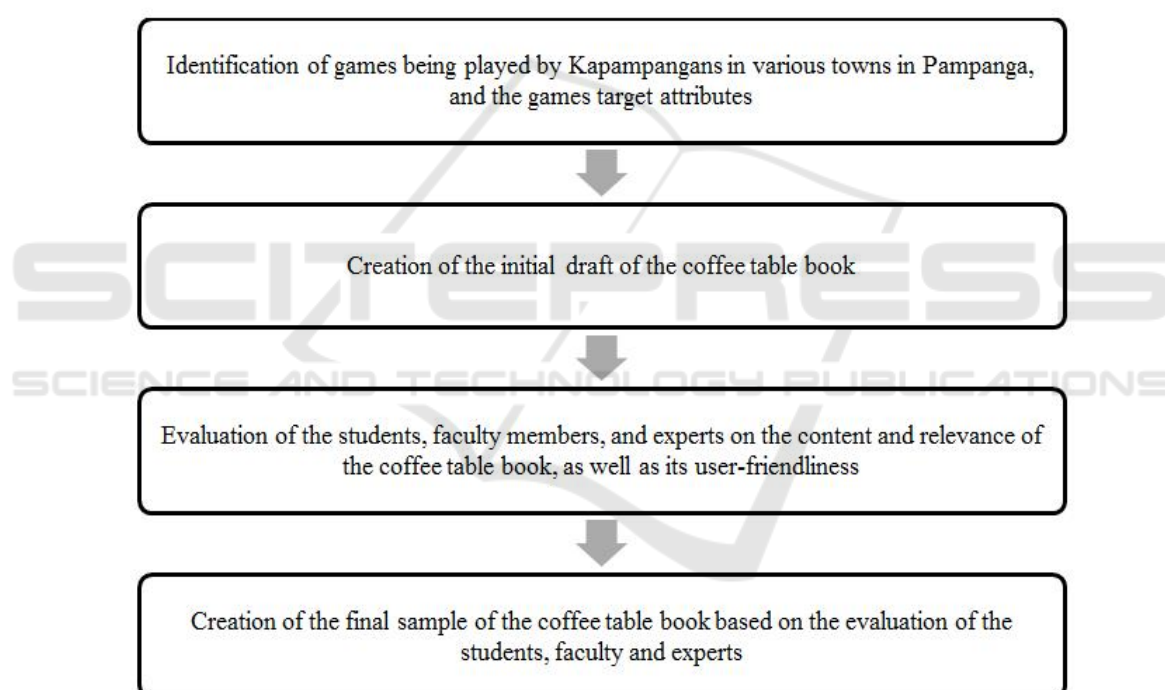 Identification of games being played by Kapampangans in various towns in Pampanga,
and the games target attributes
Creation of the initial draft of the coffee table book
SCITEPRESS
SCIENCE AND TECHNOLOGY PUBLICATIONS
Evaluation of the students, faculty members, and experts on the content and relevance of
the coffee table book, as well as its user-friendliness
Creation of the final sample of the coffee table book based on the evaluation of the
students, faculty and experts